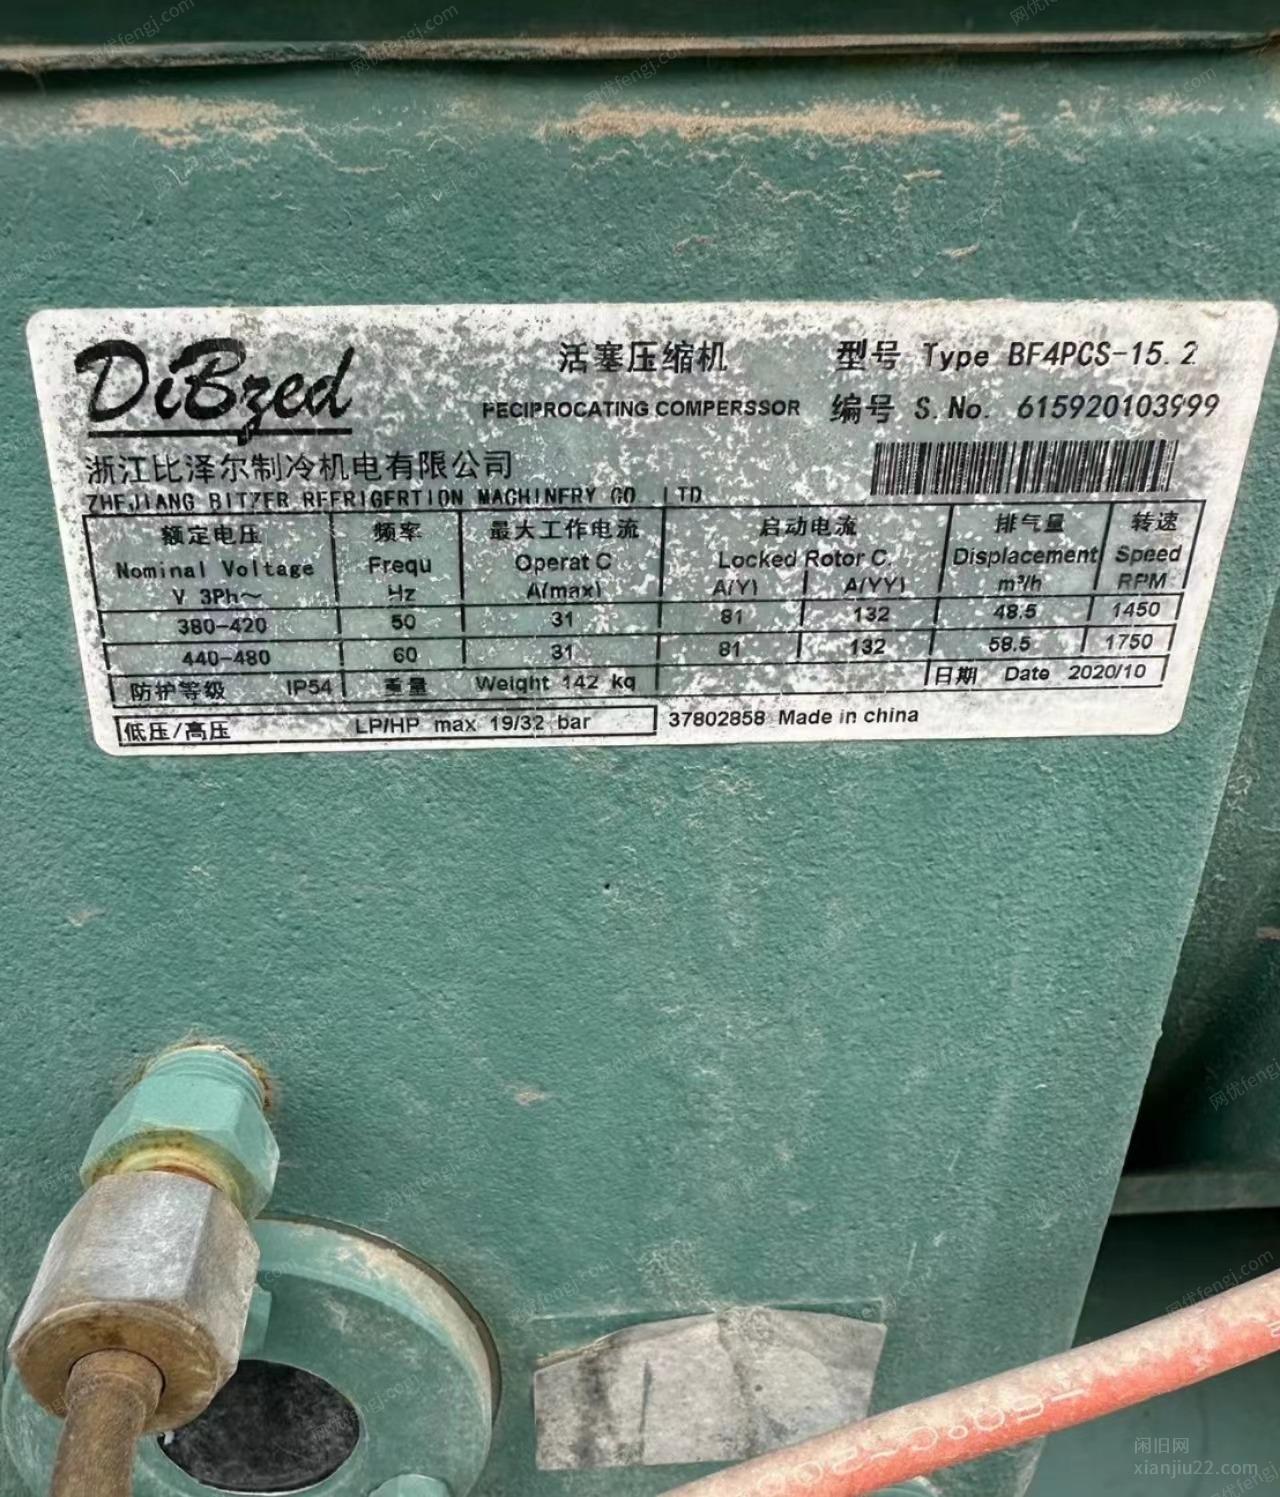 DiBzed
活塞压缩机
PECIPROCATING COMPERSSOR
型号 Type BF4PCS-15.2
编号 S.No. 615920103999
浙江比泽尔制冷机电有限公司
ZHEJIANG BITZER REFRIGERTION MACHINERY CO .LTD
额定电压 频率 最大工作电流 启动电流 排气量 转速
Nominal Voltage Frequ Operat C Locked Rotor C. Displacement Speed
V 3Ph～ Hz A(max) A(Y) A(YY) m³/h RPM
380-420 50 31 81 132 48.5 1450
440-480 60 31 81 132 58.5 1750
防护等级 IP54 重量 Weight 142 kg 日期 Date 2020/10
低压/高压 LP/HP max 19/32 bar 37802858 Made in china
闲旧网
xianjiu22.com